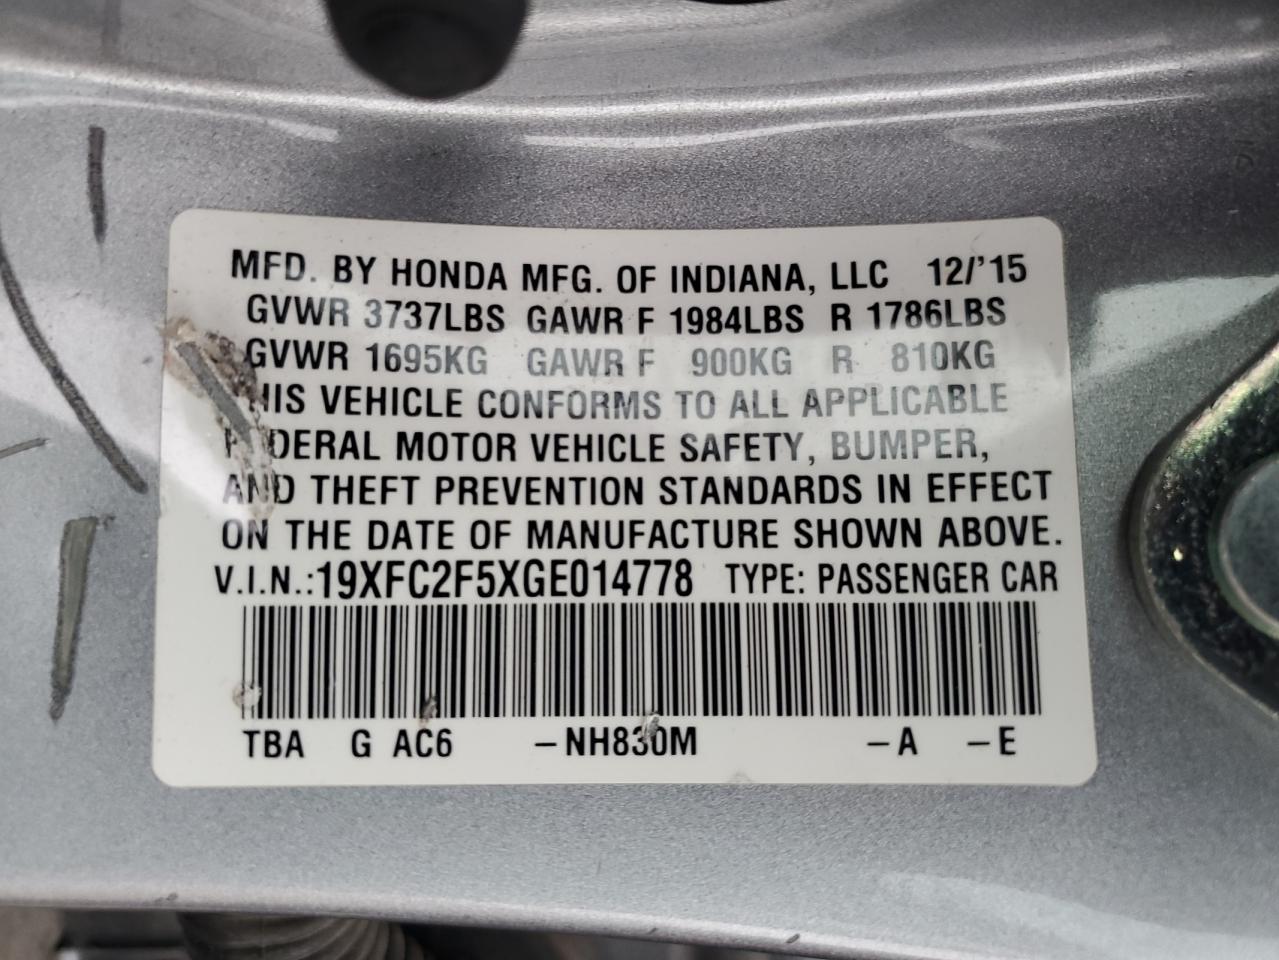 MFD. BY HONDA MFG. OF INDIANA, LLC 12/'15
GVWR 3737LBS GAWR F 1984LBS R 1786LBS
GVWR 1695KG GAWR F 900KG R 810KG
THIS VEHICLE CONFORMS TO ALL APPLICABLE
FEDERAL MOTOR VEHICLE SAFETY, BUMPER,
AND THEFT PREVENTION STANDARDS IN EFFECT
ON THE DATE OF MANUFACTURE SHOWN ABOVE.
V.I.N.:19XFC2F5XGE014778 TYPE: PASSENGER CAR
TBA G AC6 –NH830M –A –E